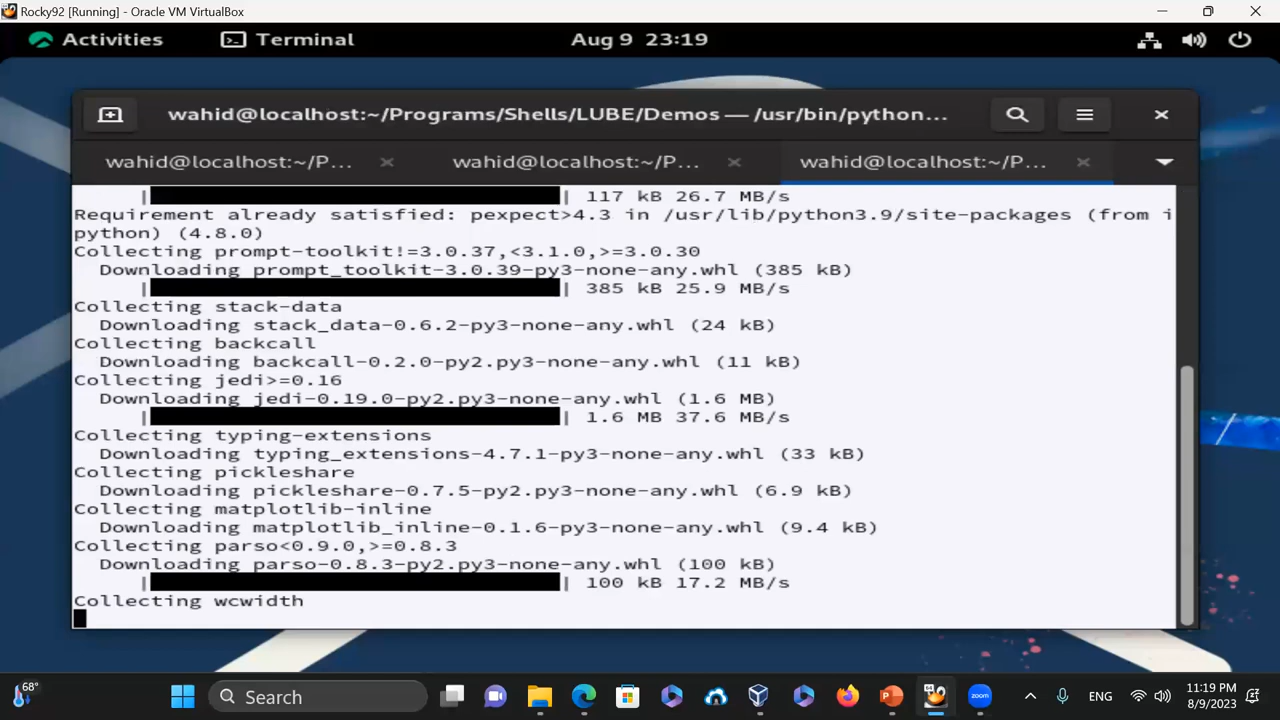 Rocky92 [Running] - Oracle VM VirtualBox
Activities Terminal Aug 9 23:19
wahid@localhost:~/Programs/Shells/LUBE/Demos — /usr/bin/python...
wahid@localhost:~/P... wahid@localhost:~/P... wahid@localhost:~/P...
| 117 kB 26.7 MB/s
Requirement already satisfied: pexpect>4.3 in /usr/lib/python3.9/site-packages (from i
python) (4.8.0)
Collecting prompt-toolkit!=3.0.37,<3.1.0,>=3.0.30
Downloading prompt_toolkit-3.0.39-py3-none-any.whl (385 kB)
| 385 kB 25.9 MB/s
Collecting stack-data
Downloading stack_data-0.6.2-py3-none-any.whl (24 kB)
Collecting backcall
Downloading backcall-0.2.0-py2.py3-none-any.whl (11 kB)
Collecting jedi>=0.16
Downloading jedi-0.19.0-py2.py3-none-any.whl (1.6 MB)
| 1.6 MB 37.6 MB/s
Collecting typing-extensions
Downloading typing_extensions-4.7.1-py3-none-any.whl (33 kB)
Collecting pickleshare
Downloading pickleshare-0.7.5-py2.py3-none-any.whl (6.9 kB)
Collecting matplotlib-inline
Downloading matplotlib_inline-0.1.6-py3-none-any.whl (9.4 kB)
Collecting parso<0.9.0,>=0.8.3
Downloading parso-0.8.3-py2.py3-none-any.whl (100 kB)
| 100 kB 17.2 MB/s
Collecting wcwidth
68°
Search
zoom
ENG
11:19 PM
8/9/2023